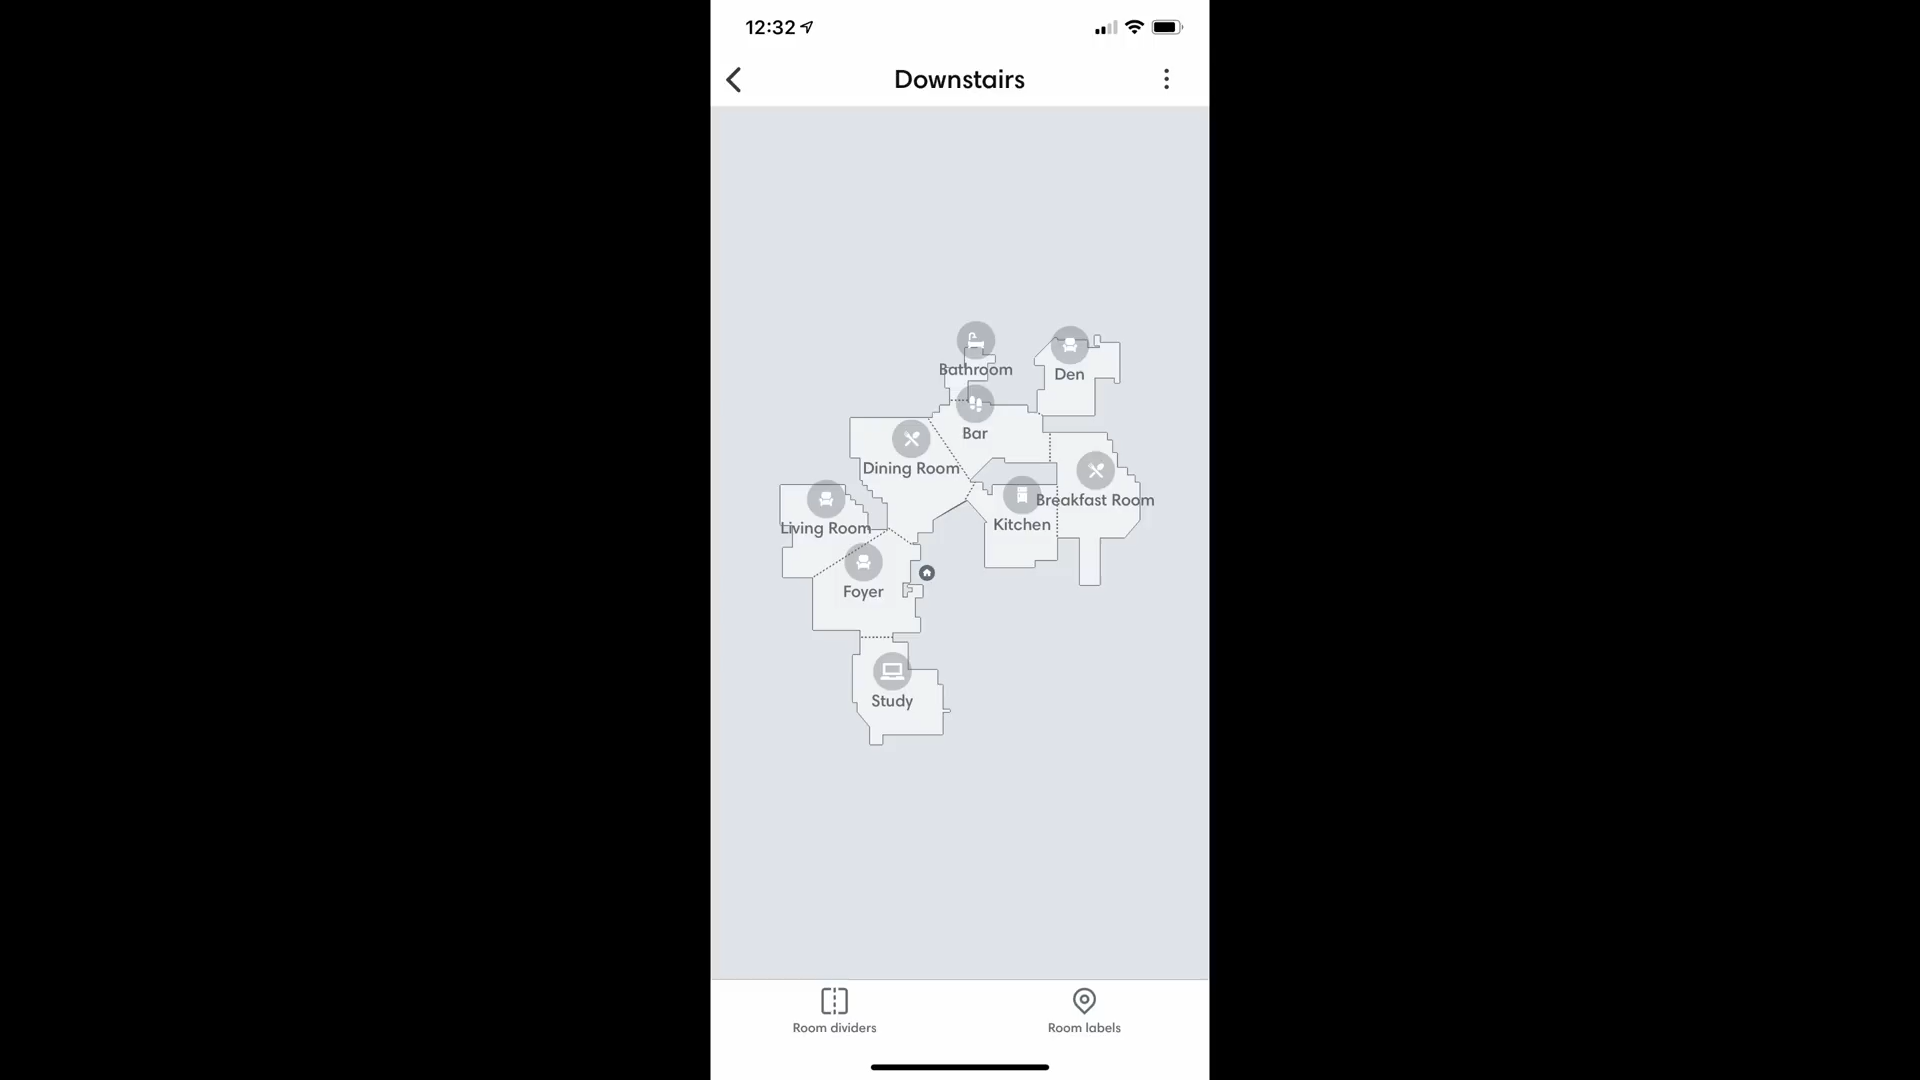 12:32
Downstairs
Bathroom
Den
Bar
Dining Room
Breakfast Room
Living Room
Kitchen
Foyer
Study
Room dividers
Room labels